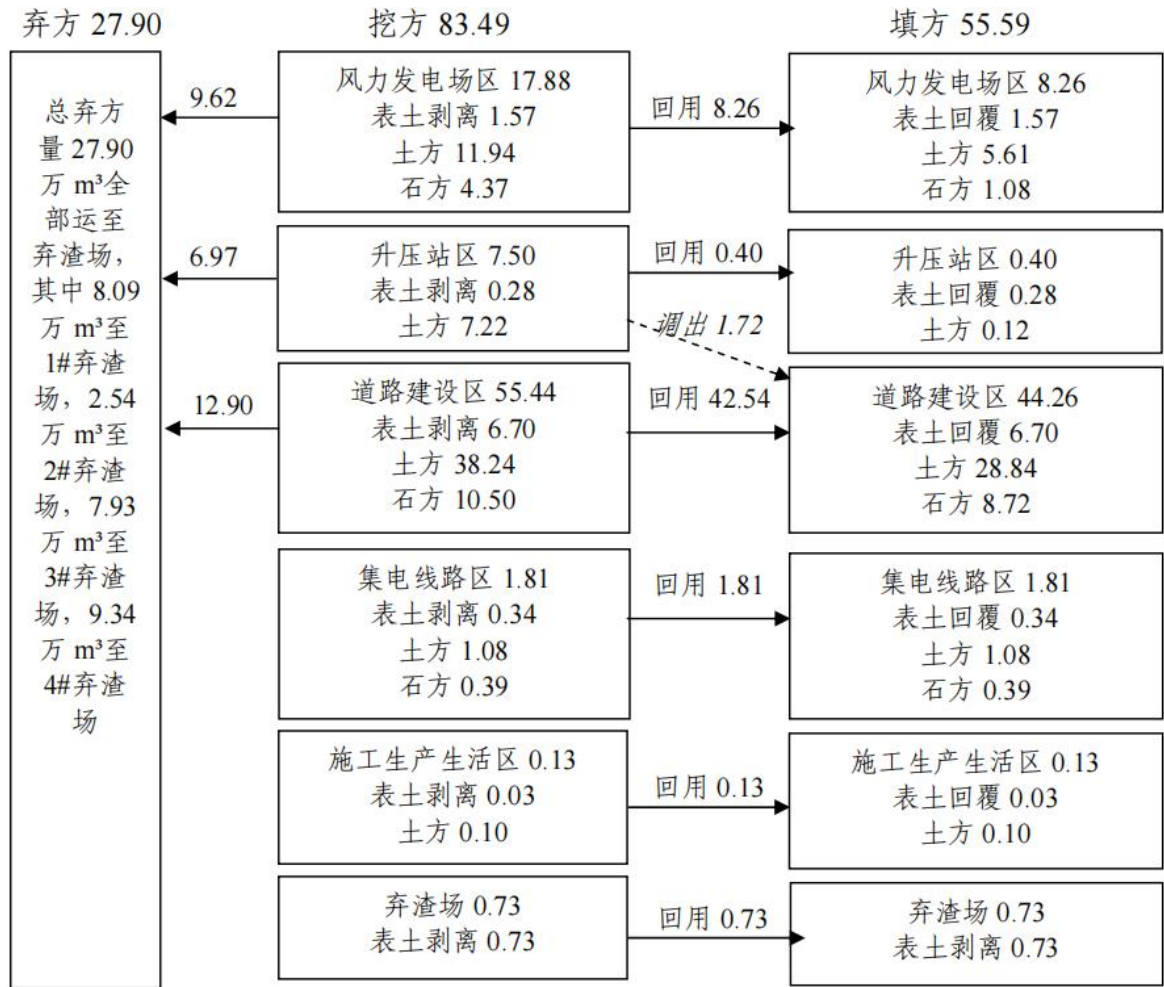 弃方 27.90
挖方 83.49
填方 55.59
总弃方
量 27.90
万 m³全
部运至
弃渣场，
其中 8.09
万 m³至
1#弃渣
场，2.54
万 m³至
2#弃渣
场，7.93
万 m³至
3#弃渣
场，9.34
万 m³至
4#弃渣
场
9.62
风力发电场区 17.88
表土剥离 1.57
土方 11.94
石方 4.37
回用 8.26
风力发电场区 8.26
表土回覆 1.57
土方 5.61
石方 1.08
6.97
升压站区 7.50
表土剥离 0.28
土方 7.22
回用 0.40
调出 1.72
升压站区 0.40
表土回覆 0.28
土方 0.12
12.90
道路建设区 55.44
表土剥离 6.70
土方 38.24
石方 10.50
回用 42.54
道路建设区 44.26
表土回覆 6.70
土方 28.84
石方 8.72
集电线路区 1.81
表土剥离 0.34
土方 1.08
石方 0.39
回用 1.81
集电线路区 1.81
表土回覆 0.34
土方 1.08
石方 0.39
施工生产生活区 0.13
表土剥离 0.03
土方 0.10
回用 0.13
施工生产生活区 0.13
表土回覆 0.03
土方 0.10
弃渣场 0.73
表土剥离 0.73
回用 0.73
弃渣场 0.73
表土剥离 0.73